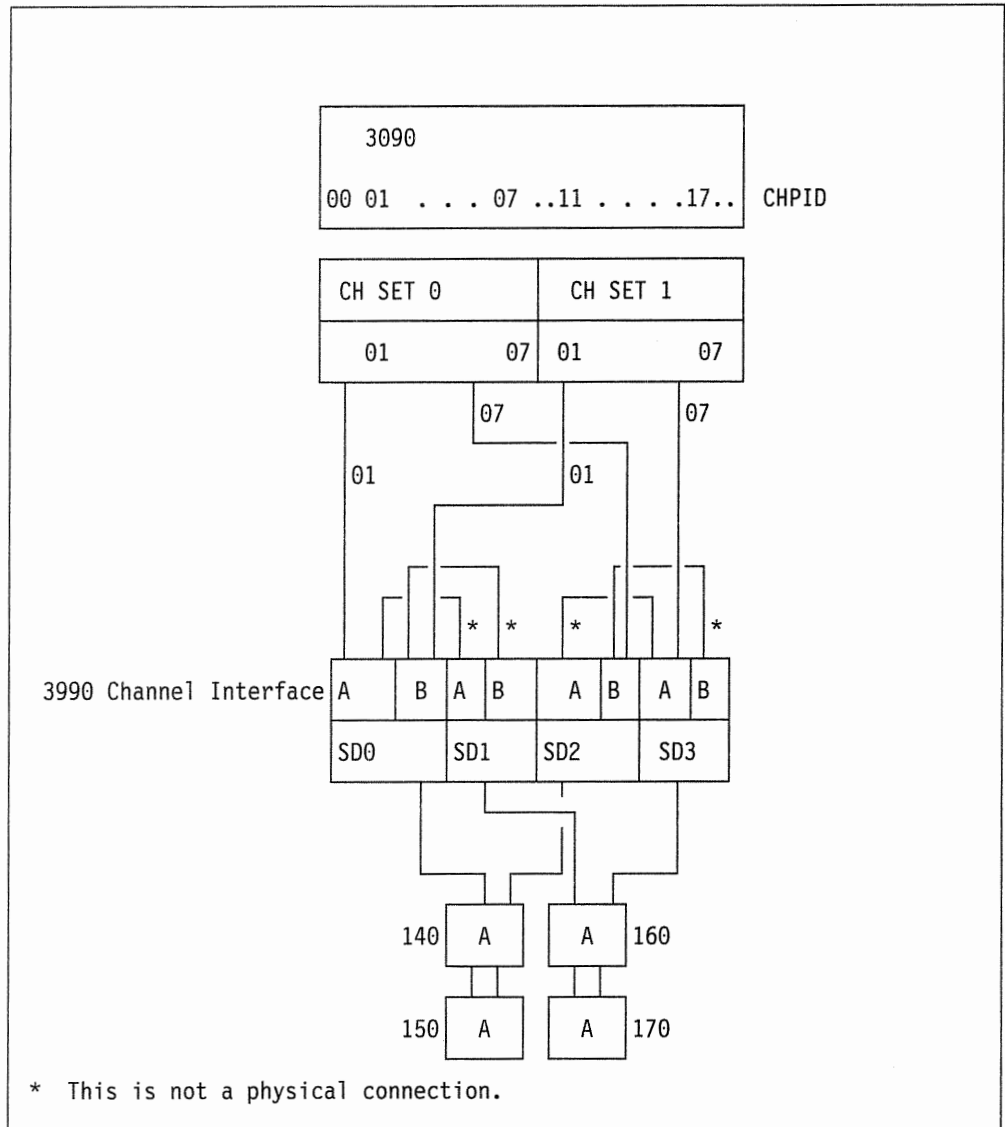 3090
00 01 . . . 07 ..11 . . . .17.. CHPID
CH SET 0 CH SET 1
01 07 01 07
07 07
01 01
* * * *
3990 Channel Interface A B A B A B A B
SD0 SD1 SD2 SD3
140 A A 160
150 A A 170
* This is not a physical connection.